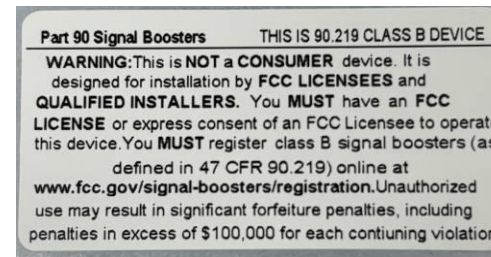 Part 90 Signal Boosters THIS IS 90.219 CLASS B DEVICE
WARNING:This is NOT a CONSUMER device. It is
designed for installation by FCC LICENSEES and
QUALIFIED INSTALLERS. You MUST have an FCC
LICENSE or express consent of an FCC Licensee to operat
this device.You MUST register class B signal boosters (as
defined in 47 CFR 90.219) online at
www.fcc.gov/signal-boosters/registration.Unauthorized
use may result in significant forfeiture penalties, including
penalties in excess of $100,000 for each contiuning violation